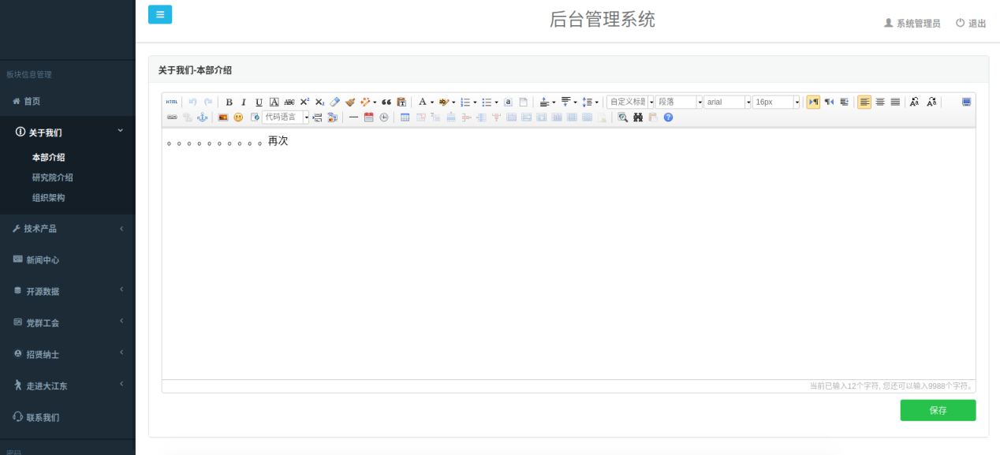 后台管理系统
系统管理员
退出
板块信息管理
首页
关于我们
本部介绍
研究院介绍
组织架构
技术产品
新闻中心
开源数据
党群工会
招贤纳士
走进大江东
联系我们
密码
关于我们-本部介绍
HTML
自定义标题
段落
arial
16px
代码语言
。。。。。。。。。。再次
当前已输入12个字符, 您还可以输入9988个字符。
保存